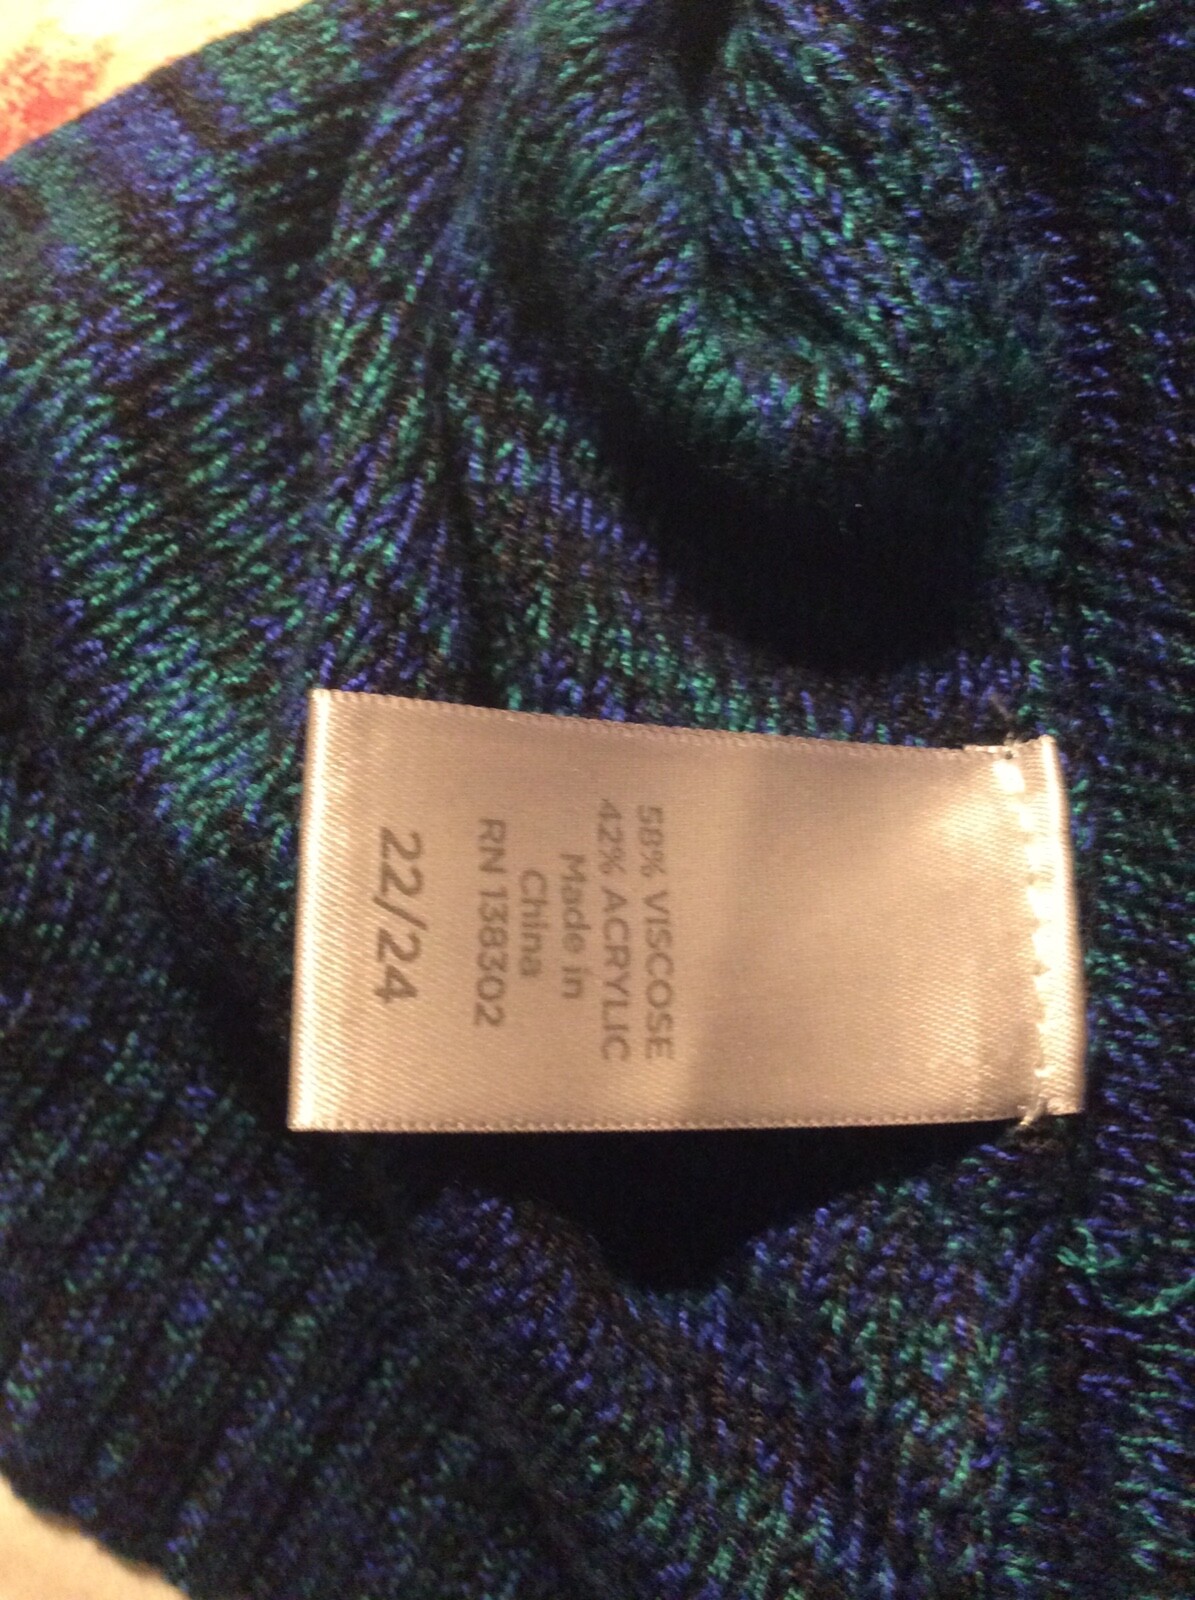 58% VISCOSE
42% ACRYLIC
Made in
China
RN 138302
22/24